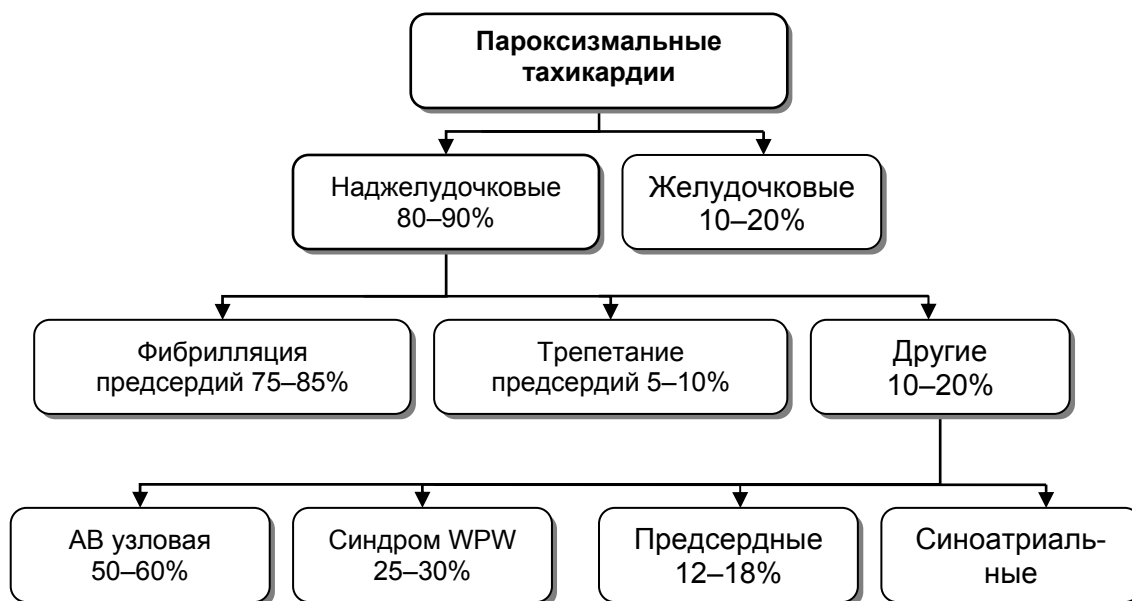 Пароксизмальные
тахикардии
Наджелудочковые
80–90%
Желудочковые
10–20%
Фибрилляция
предсердий 75–85%
Трепетание
предсердий 5–10%
Другие
10–20%
АВ узловая
50–60%
Синдром WPW
25–30%
Предсердные
12–18%
Синоатриаль-
ные